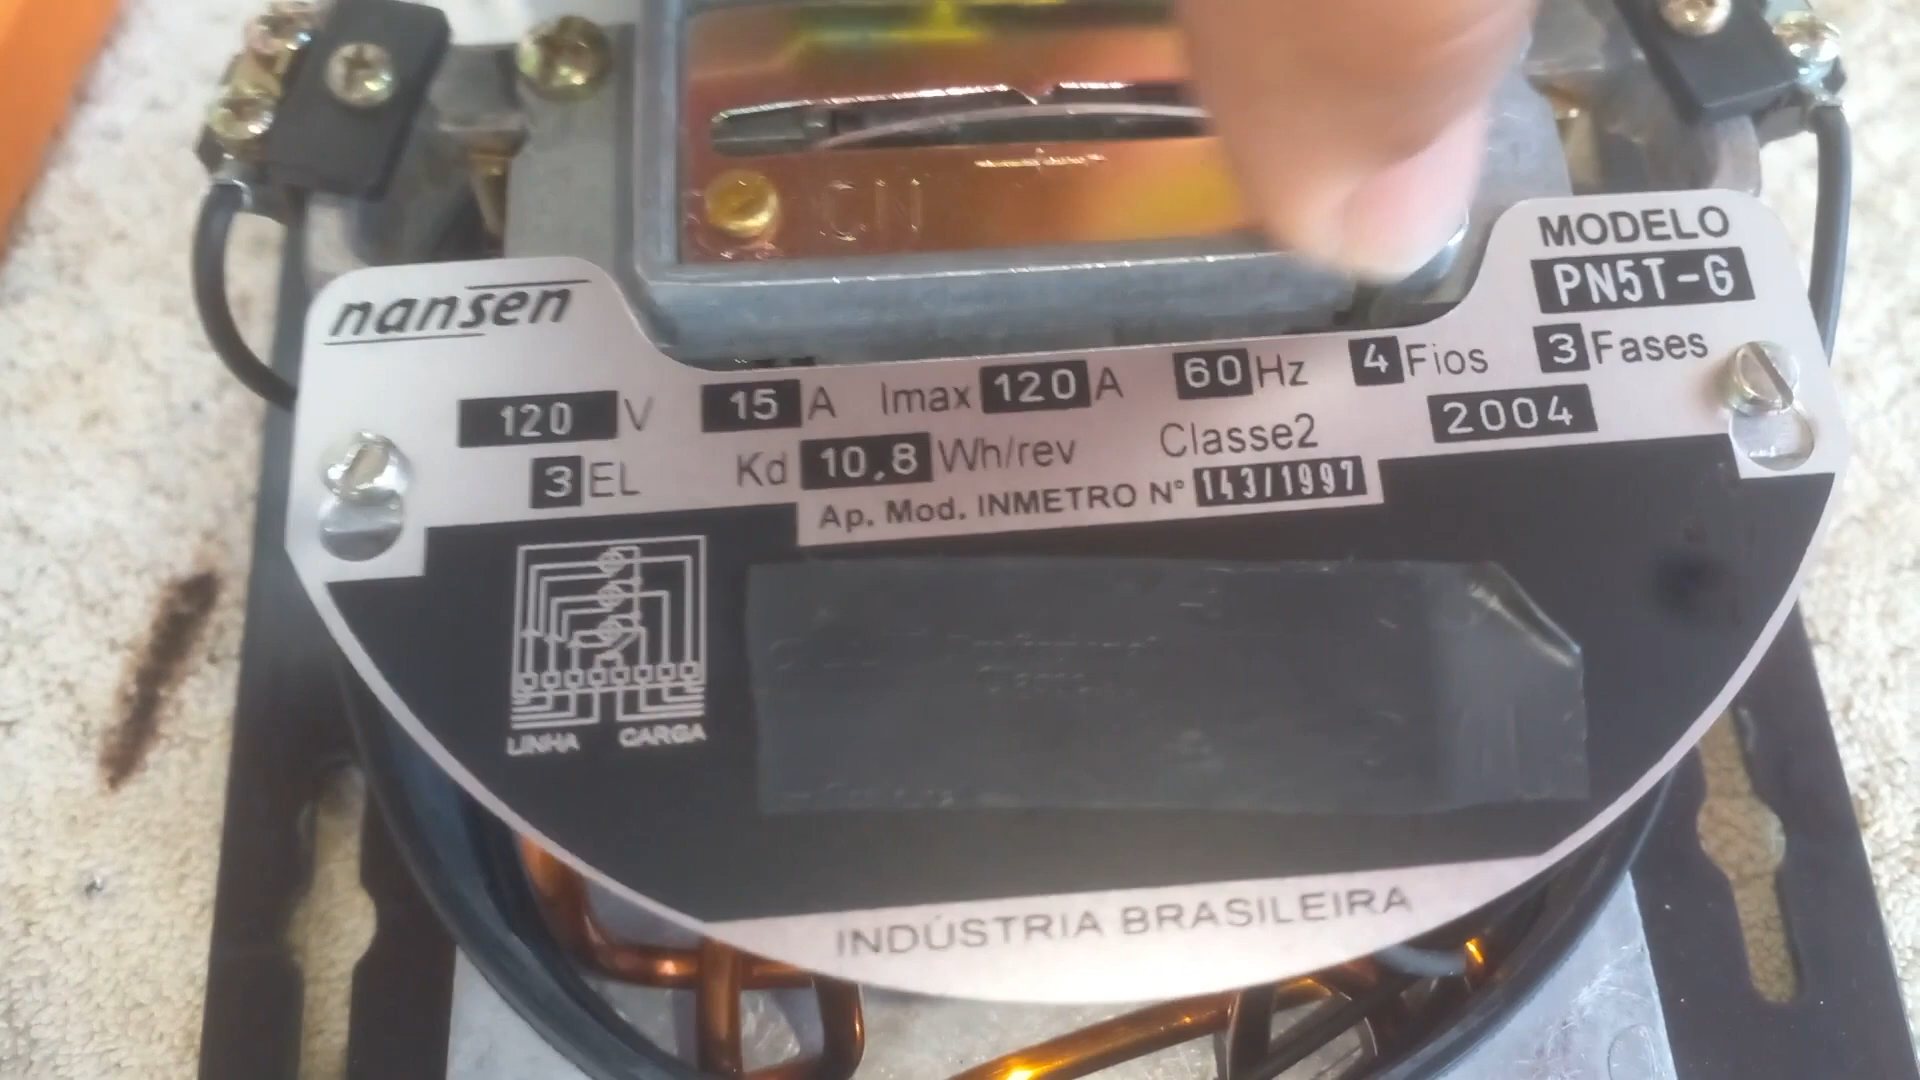 nansen
MODELO
PN5T-G
120 V 15 A Imax 120 A 60 Hz 4 Fios 3 Fases
3 EL Kd 10,8 Wh/rev Classe2 2004
Ap. Mod. INMETRO N° 143/1997
LINHA CARGA
INDÚSTRIA BRASILEIRA